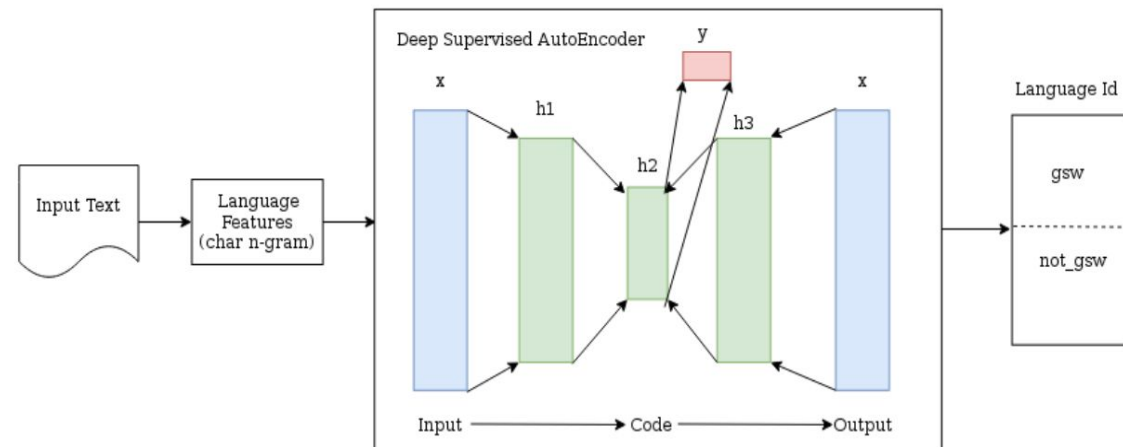 Input Text
Language
Features
(char n-gram)
Deep Supervised AutoEncoder
x
h1
h2
y
h3
x
Input
Code
Output
Language Id
gsw
not_gsw